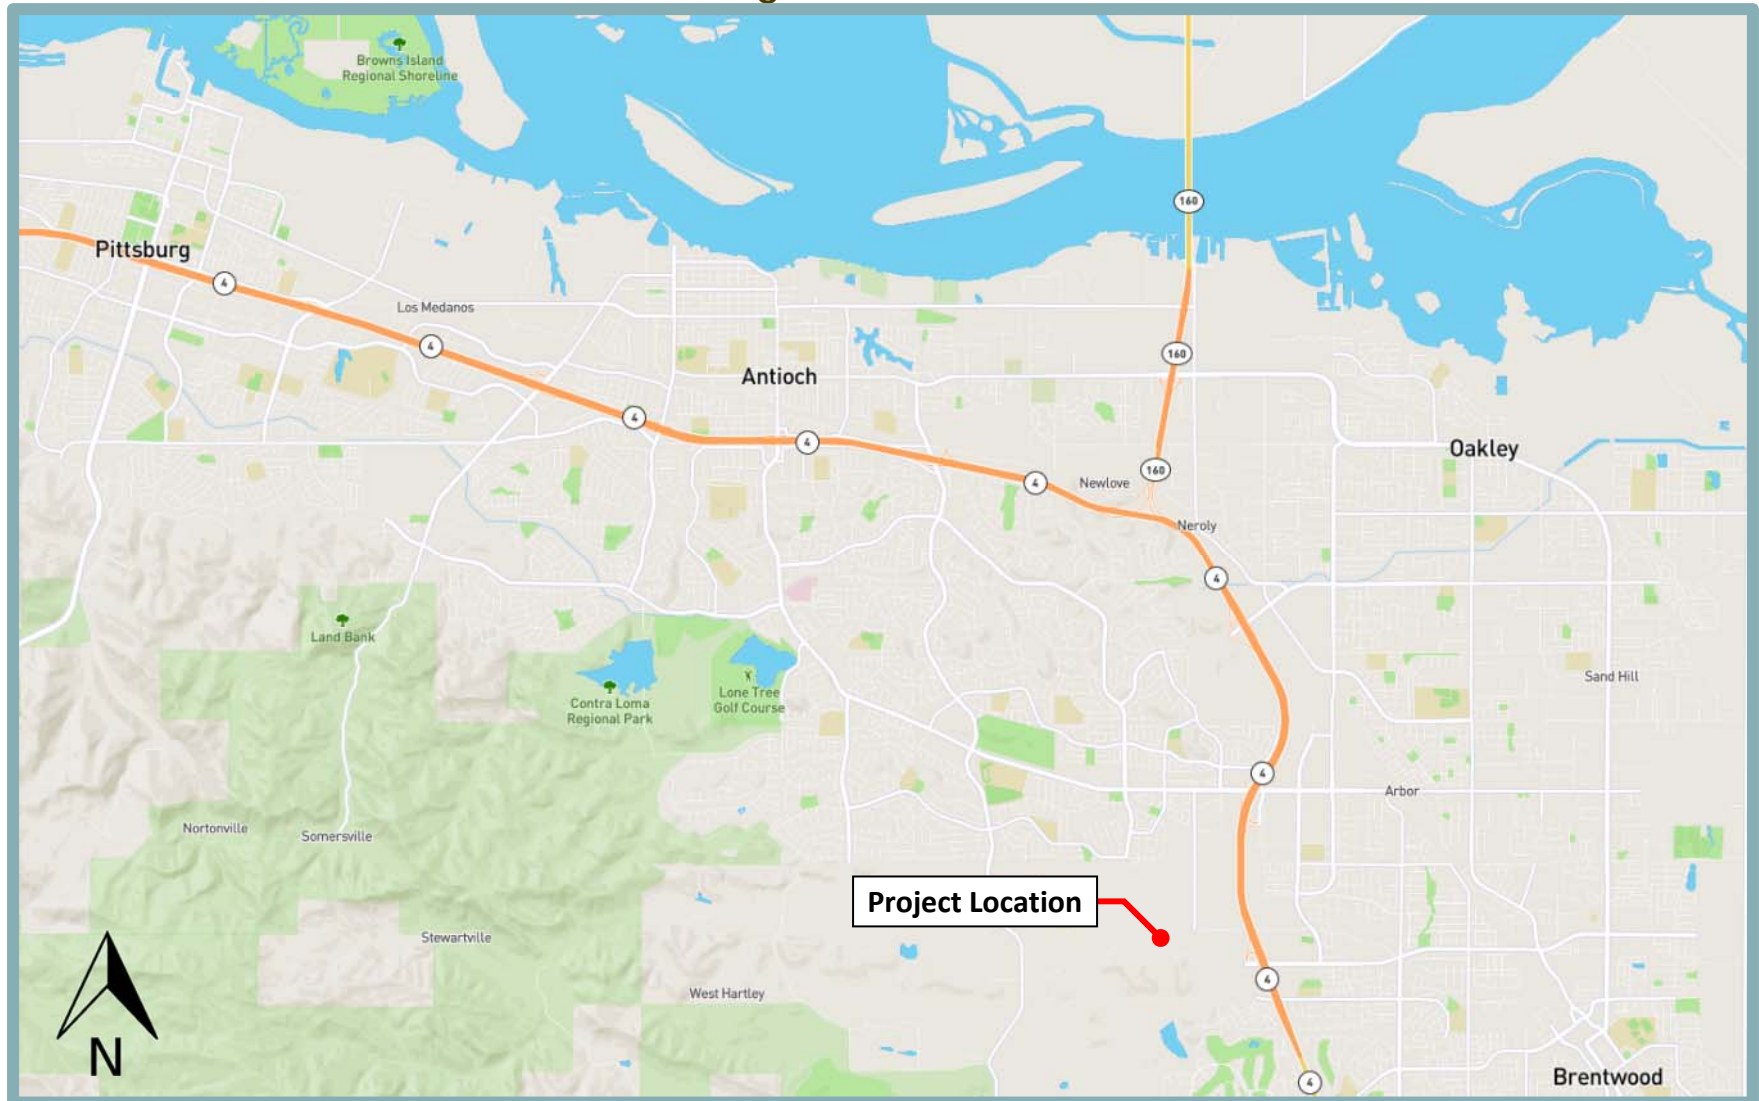 Browns Island
Regional Shoreline
160
Pittsburg
4
Los Medanos
4
160
Antioch
4
4
Oakley
160
4
Newlove
Neroly
4
Land Bank
Sand Hill
Contra Loma
Regional Park
Lone Tree
Golf Course
4
Arbor
Nortonville
Somersville
Project Location
Stewartville
4
West Hartley
N
Brentwood
4